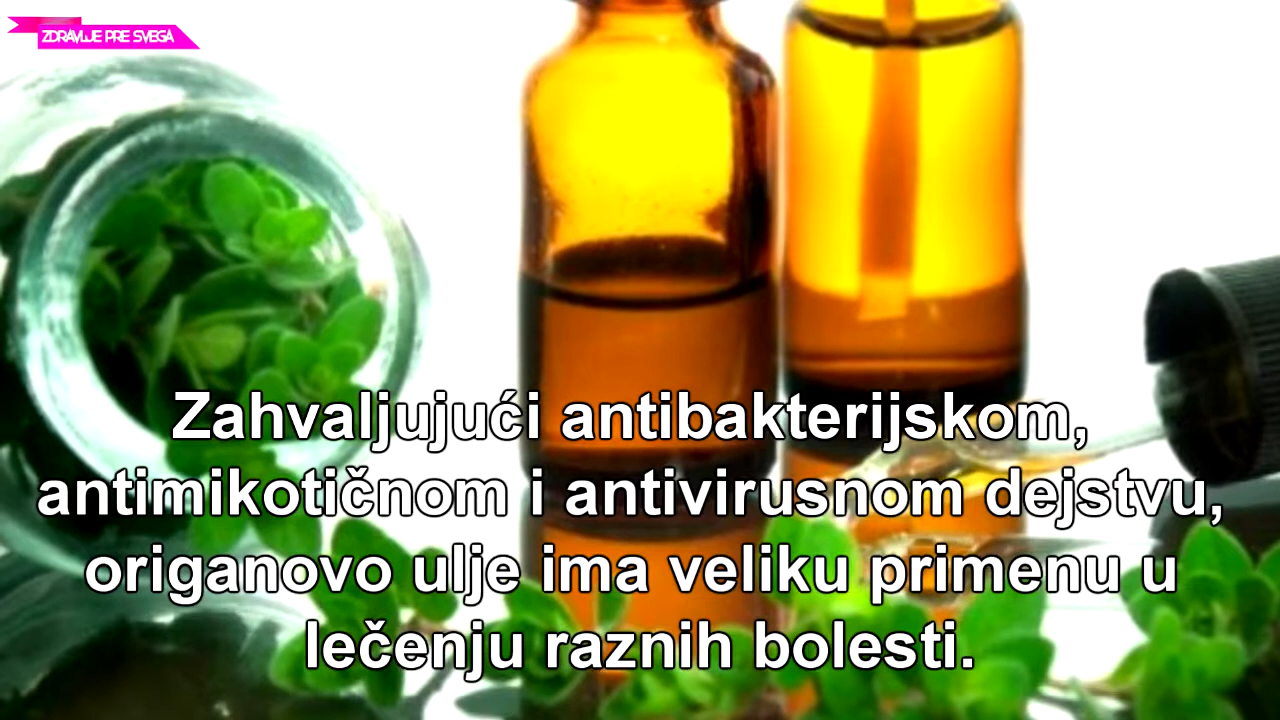 ZDRAVLJE PRE SVEGA
Zahvaljujući antibakterijskom,
antimikotičnom i antivirusnom dejstvu,
origanovo ulje ima veliku primenu u
lečenju raznih bolesti.